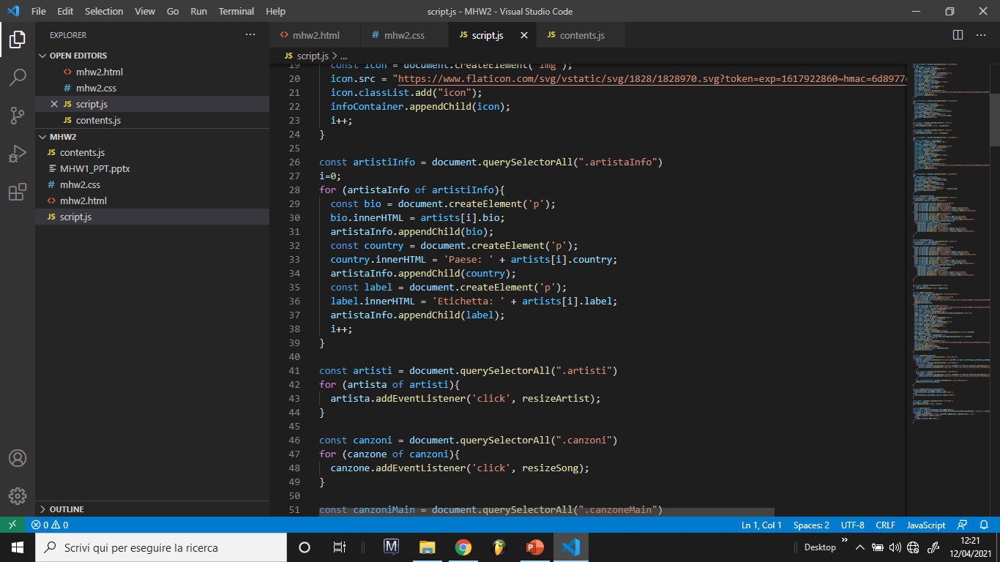 File Edit Selection View Go Run Terminal Help script.js - MHW2 - Visual Studio Code
EXPLORER
OPEN EDITORS
mhw2.html
mhw2.css
JS script.js
JS contents.js
MHW2
JS contents.js
MHW1_PPT.pptx
# mhw2.css
<> mhw2.html
JS script.js
OUTLINE
<> mhw2.html # mhw2.css JS script.js JS contents.js
JS script.js > ...
19 const icon = document.createElement('img');
20 icon.src = "https://www.flaticon.com/svg/vstatic/svg/1828/1828970.svg?token=exp=1617922860~hmac=6d8977
21 icon.classList.add("icon");
22 infoContainer.appendChild(icon);
23 i++;
24 }
25
26 const artistiInfo = document.querySelectorAll(".artistaInfo")
27 i=0;
28 for (artistaInfo of artistiInfo){
29 const bio = document.createElement('p');
30 bio.innerHTML = artists[i].bio;
31 artistaInfo.appendChild(bio);
32 const country = document.createElement('p');
33 country.innerHTML = 'Paese: ' + artists[i].country;
34 artistaInfo.appendChild(country);
35 const label = document.createElement('p');
36 label.innerHTML = 'Etichetta: ' + artists[i].label;
37 artistaInfo.appendChild(label);
38 i++;
39 }
40
41 const artisti = document.querySelectorAll(".artisti")
42 for (artista of artisti){
43 artista.addEventListener('click', resizeArtist);
44 }
45
46 const canzoni = document.querySelectorAll(".canzoni")
47 for (canzone of canzoni){
48 canzone.addEventListener('click', resizeSong);
49 }
50
51 const canzoniMain = document.querySelectorAll(".canzoneMain")
0 0 Ln 1, Col 1 Spaces: 2 UTF-8 CRLF JavaScript
Scrivi qui per eseguire la ricerca
Desktop
12:21
12/04/2021